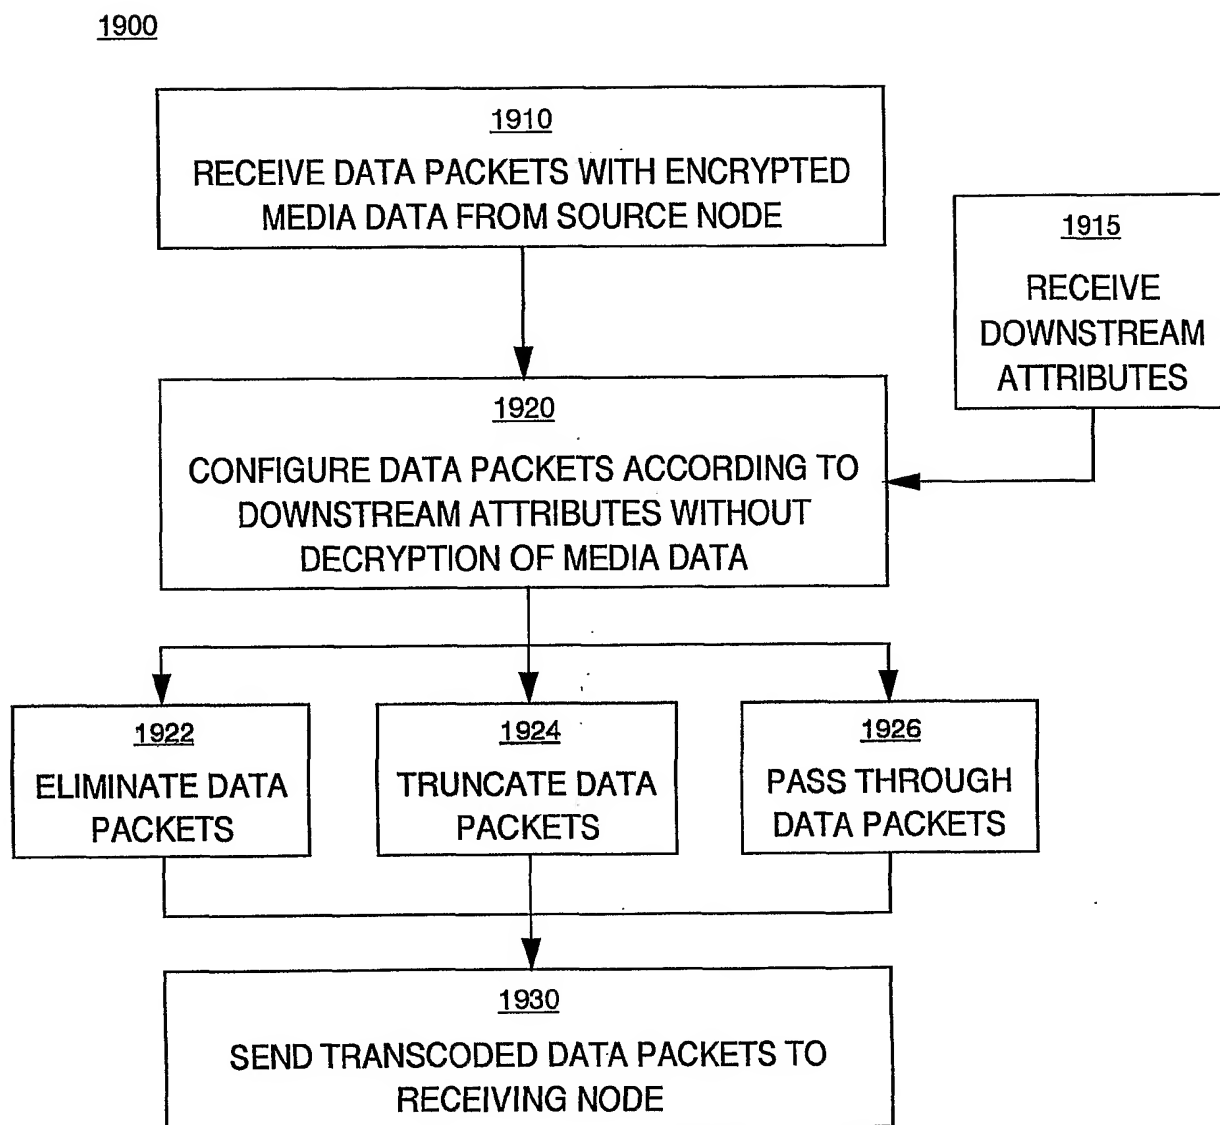 1900
1910
RECEIVE DATA PACKETS WITH ENCRYPTED
MEDIA DATA FROM SOURCE NODE
1915
RECEIVE
DOWNSTREAM
ATTRIBUTES
1920
CONFIGURE DATA PACKETS ACCORDING TO
DOWNSTREAM ATTRIBUTES WITHOUT
DECRYPTION OF MEDIA DATA
1922
ELIMINATE DATA
PACKETS
1924
TRUNCATE DATA
PACKETS
1926
PASS THROUGH
DATA PACKETS
1930
SEND TRANSCODED DATA PACKETS TO
RECEIVING NODE